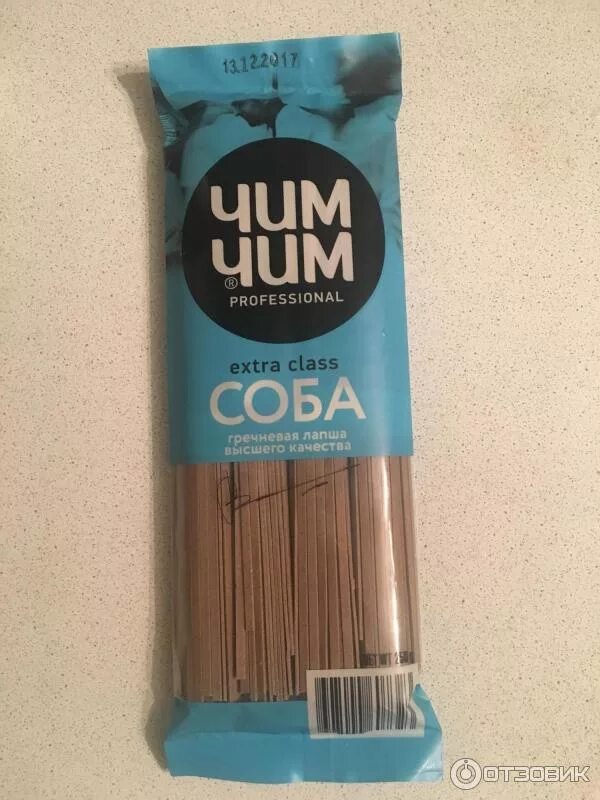 13.12.2017
ЧИМ
ЧИМ
®
PROFESSIONAL
extra class
СОБА
гречневая лапша
высшего качества
ОТЗОВИК